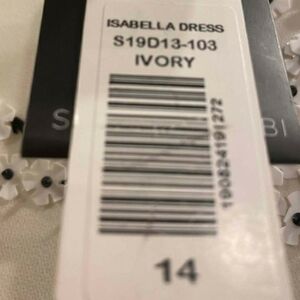 ISABELLA DRESS
S19D13-103
IVORY
190824191272
14